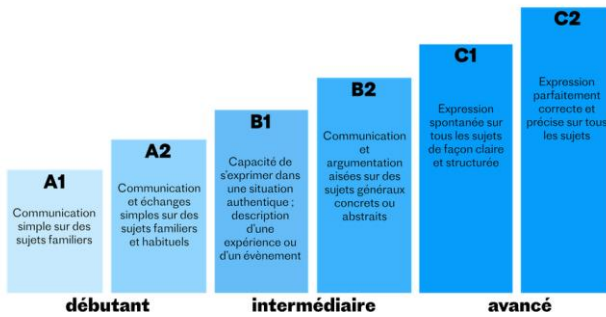 A1
Communication
simple sur des
sujets familiers
A2
Communication
et échanges
simples sur des
sujets familiers
et habituels
B1
Capacité de
s'exprimer dans
une situation
authentique ;
description
d'une
expérience ou
d'un évènement
B2
Communication
et
argumentation
aisées sur des
sujets généraux
concrets ou
abstraits
C1
Expression
spontanée sur
tous les sujets
de façon claire
et structurée
C2
Expression
parfaitement
correcte et
précise sur tous
les sujets
débutant
intermédiaire
avancé